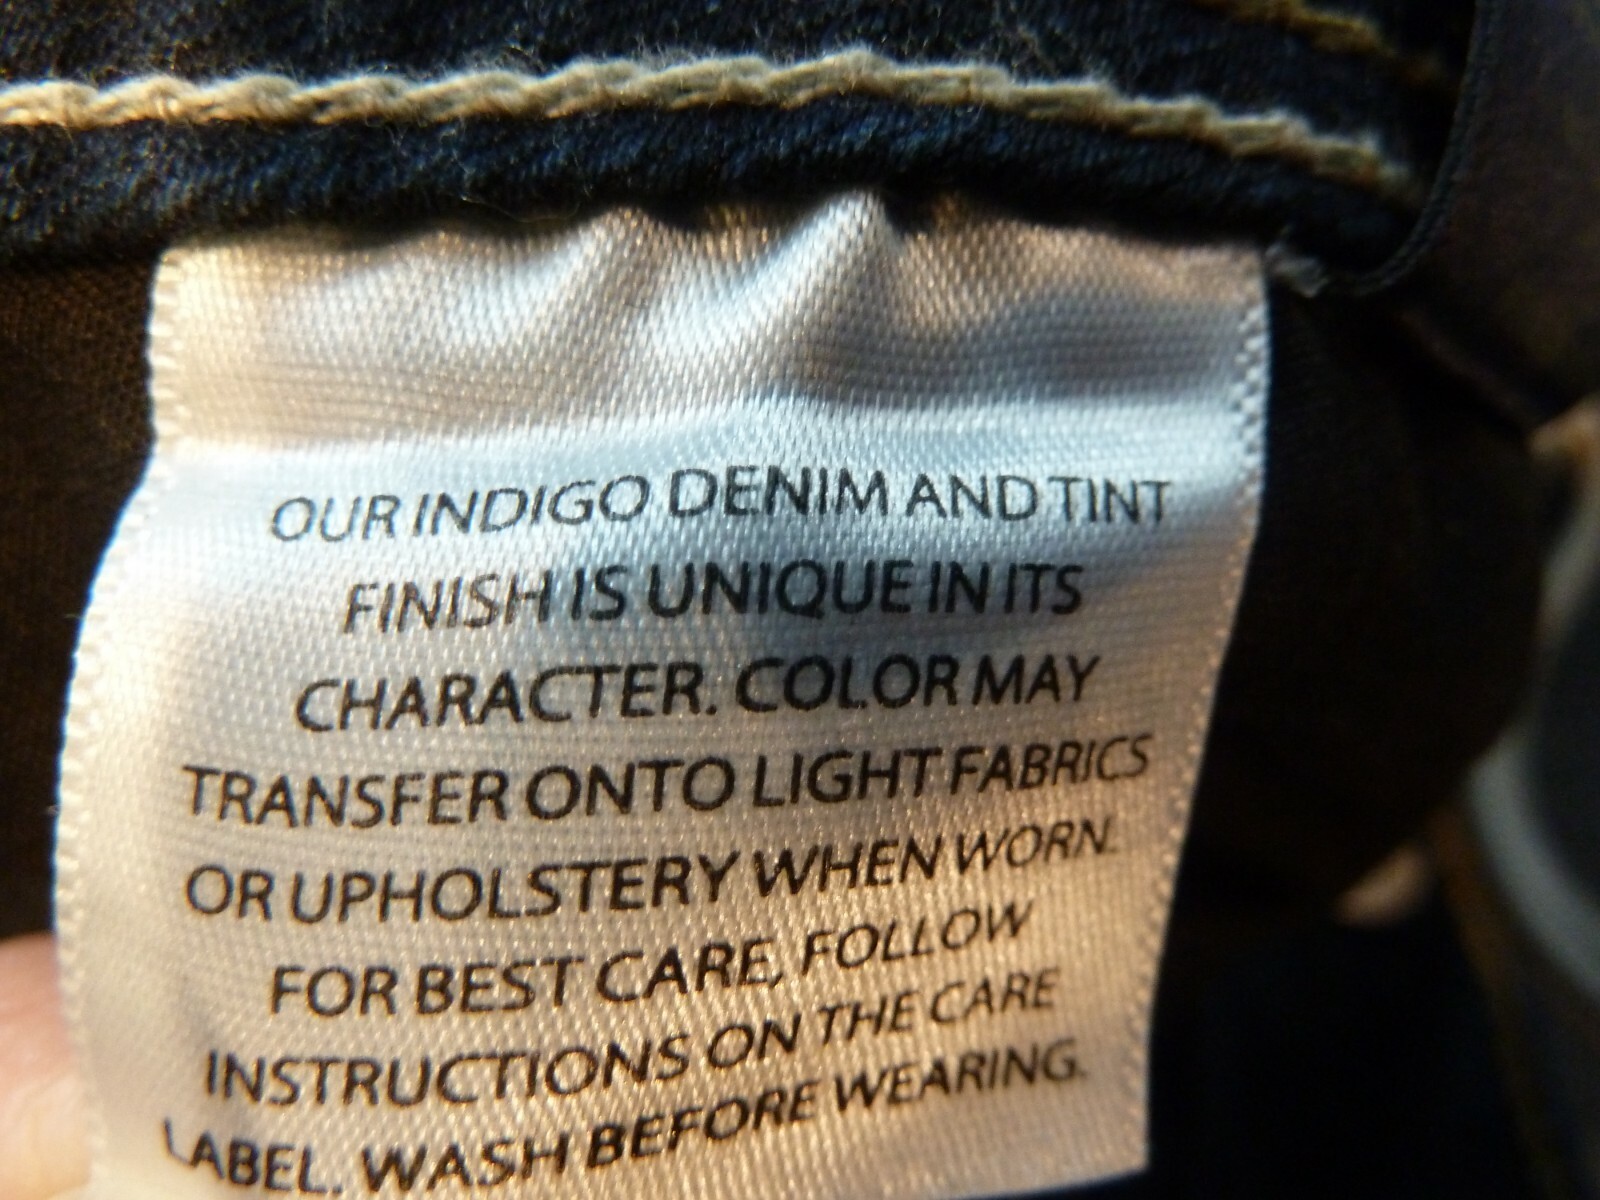 OUR INDIGO DENIM AND TINT
FINISH IS UNIQUE IN ITS
CHARACTER. COLOR MAY
TRANSFER ONTO LIGHT FABRICS
OR UPHOLSTERY WHEN WORN.
FOR BEST CARE, FOLLOW
INSTRUCTIONS ON THE CARE
LABEL. WASH BEFORE WEARING.